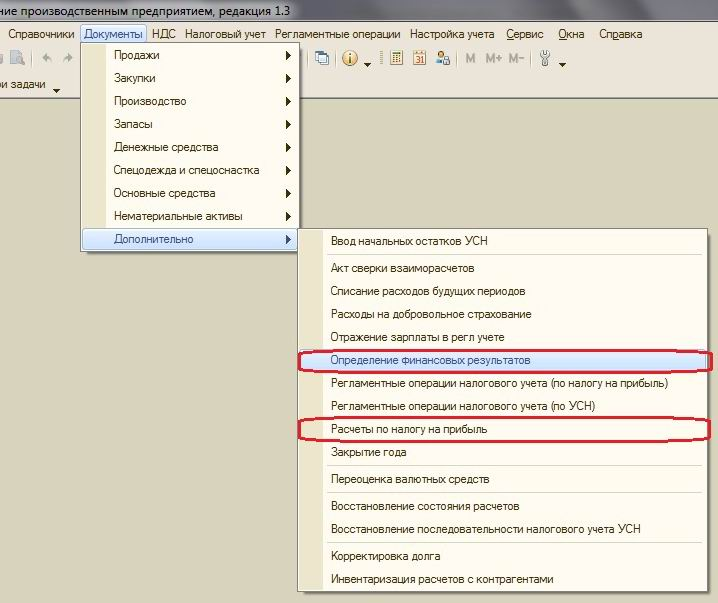 ние производственным предприятием, редакция 1.3
Справочники Документы НДС Налоговый учет Регламентные операции Настройка учета Сервис Окна Справка
31 M M+ M-
ри задачи
Продажи
Закупки
Производство
Запасы
Денежные средства
Спецодежда и спецоснастка
Основные средства
Нематериальные активы
Дополнительно
Ввод начальных остатков УСН
Акт сверки взаиморасчетов
Списание расходов будущих периодов
Расходы на добровольное страхование
Отражение зарплаты в регл учете
Определение финансовых результатов
Регламентные операции налогового учета (по налогу на прибыль)
Регламентные операции налогового учета (по УСН)
Расчеты по налогу на прибыль
Закрытие года
Переоценка валютных средств
Восстановление состояния расчетов
Восстановление последовательности налогового учета УСН
Корректировка долга
Инвентаризация расчетов с контрагентами